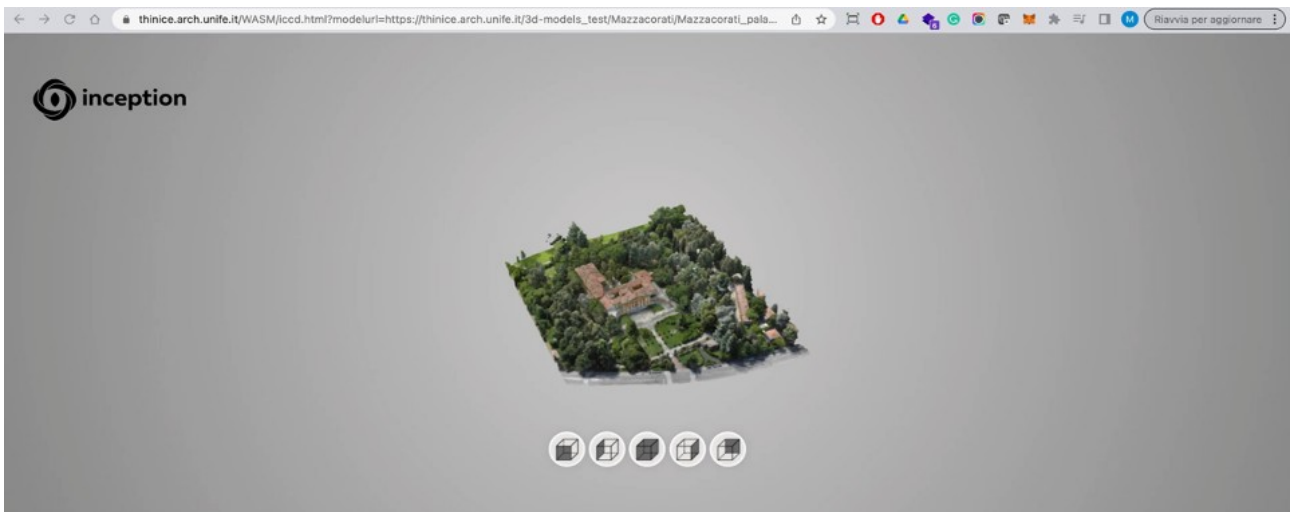 thinice.arch.unife.it/WASM/iccd.html?modelurl=https://thinice.arch.unife.it/3d-models_test/Mazzacorati/Mazzacorati_pala...
Riavvia per aggiornare
M
inception